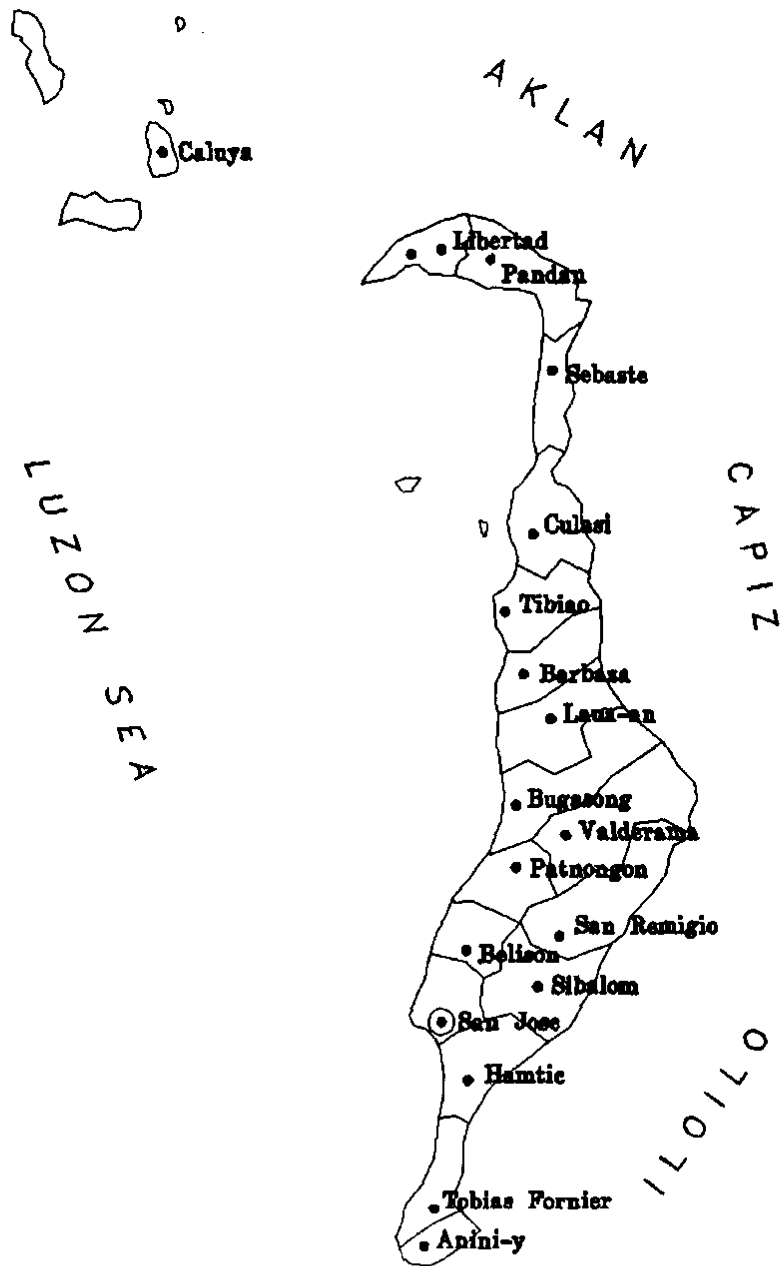 AKLAN
Caluya
Libertad
Pandan
Sebaste
LUZON SEA
CAPIZ
Culasi
Tibiao
Barbaza
Laua-an
Bugasong
Valderama
Patnongon
San Remigio
Belison
Sibalom
San Jose
Hamtic
ILOILO
Tobias Fornier
Anini-y